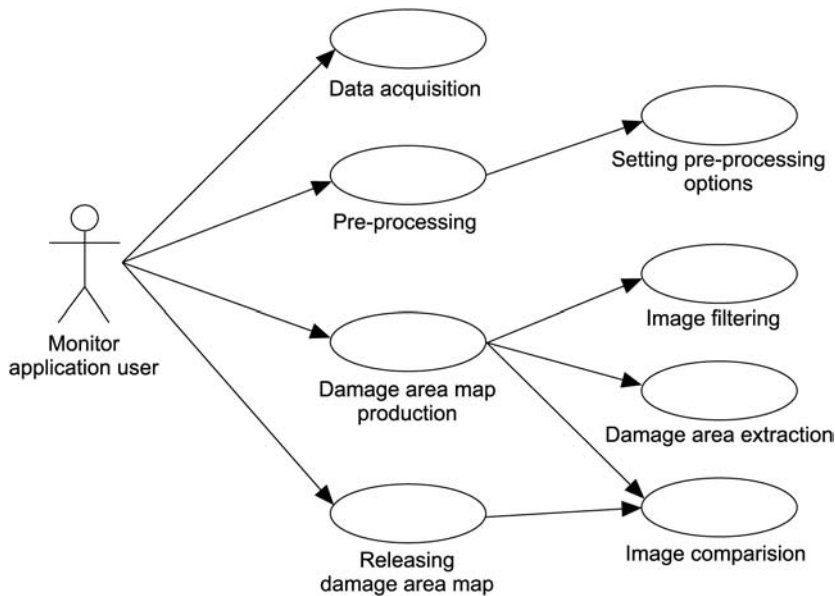 Data acquisition
Pre-processing
Setting pre-processing
options
Monitor
application user
Image filtering
Damage area map
production
Damage area extraction
Releasing
damage area map
Image comparision